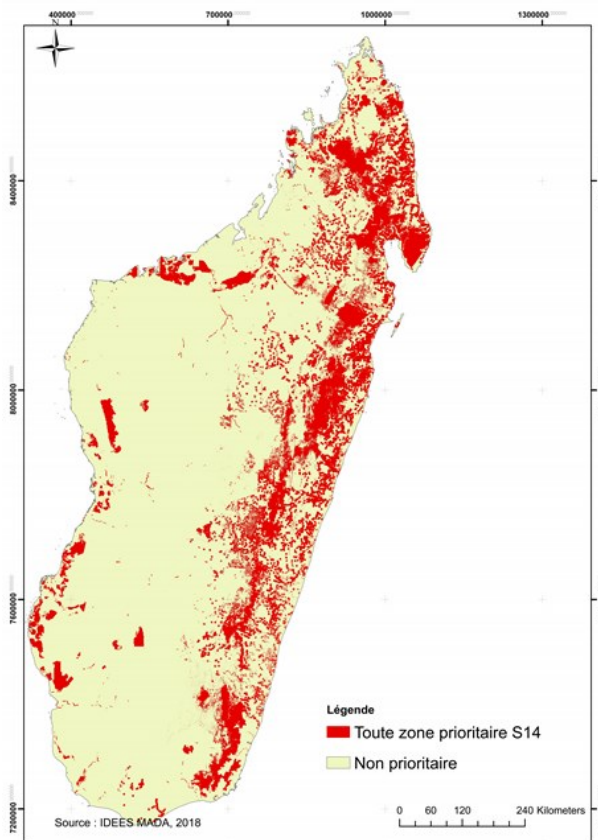 400000 700000 1000000 1300000
N
8400000
8000000
7600000
7200000
Légende
Toute zone prioritaire S14
Non prioritaire
Source : IDEES MADA, 2018
0 60 120 240 Kilometers